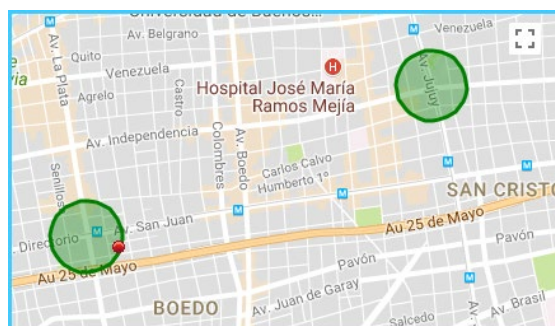 Universidad de Buenos...
Av. Belgrano
Venezuela
Quito
Av. La Plata
Venezuela
Agrelo
Castro
Hospital José María
Ramos Mejía
Av. Jujuy
Av. Independencia
Colombres
Av. Boedo
Carlos Calvo
Humberto 1°
Senillos
SAN CRISTO
Av. San Juan
Directorio
Au 25 de Mayo
Au 25 de Mayo
Pavón
Pavón
BOEDO
Av. Juan de Garay
Salcedo
Av. Brasil